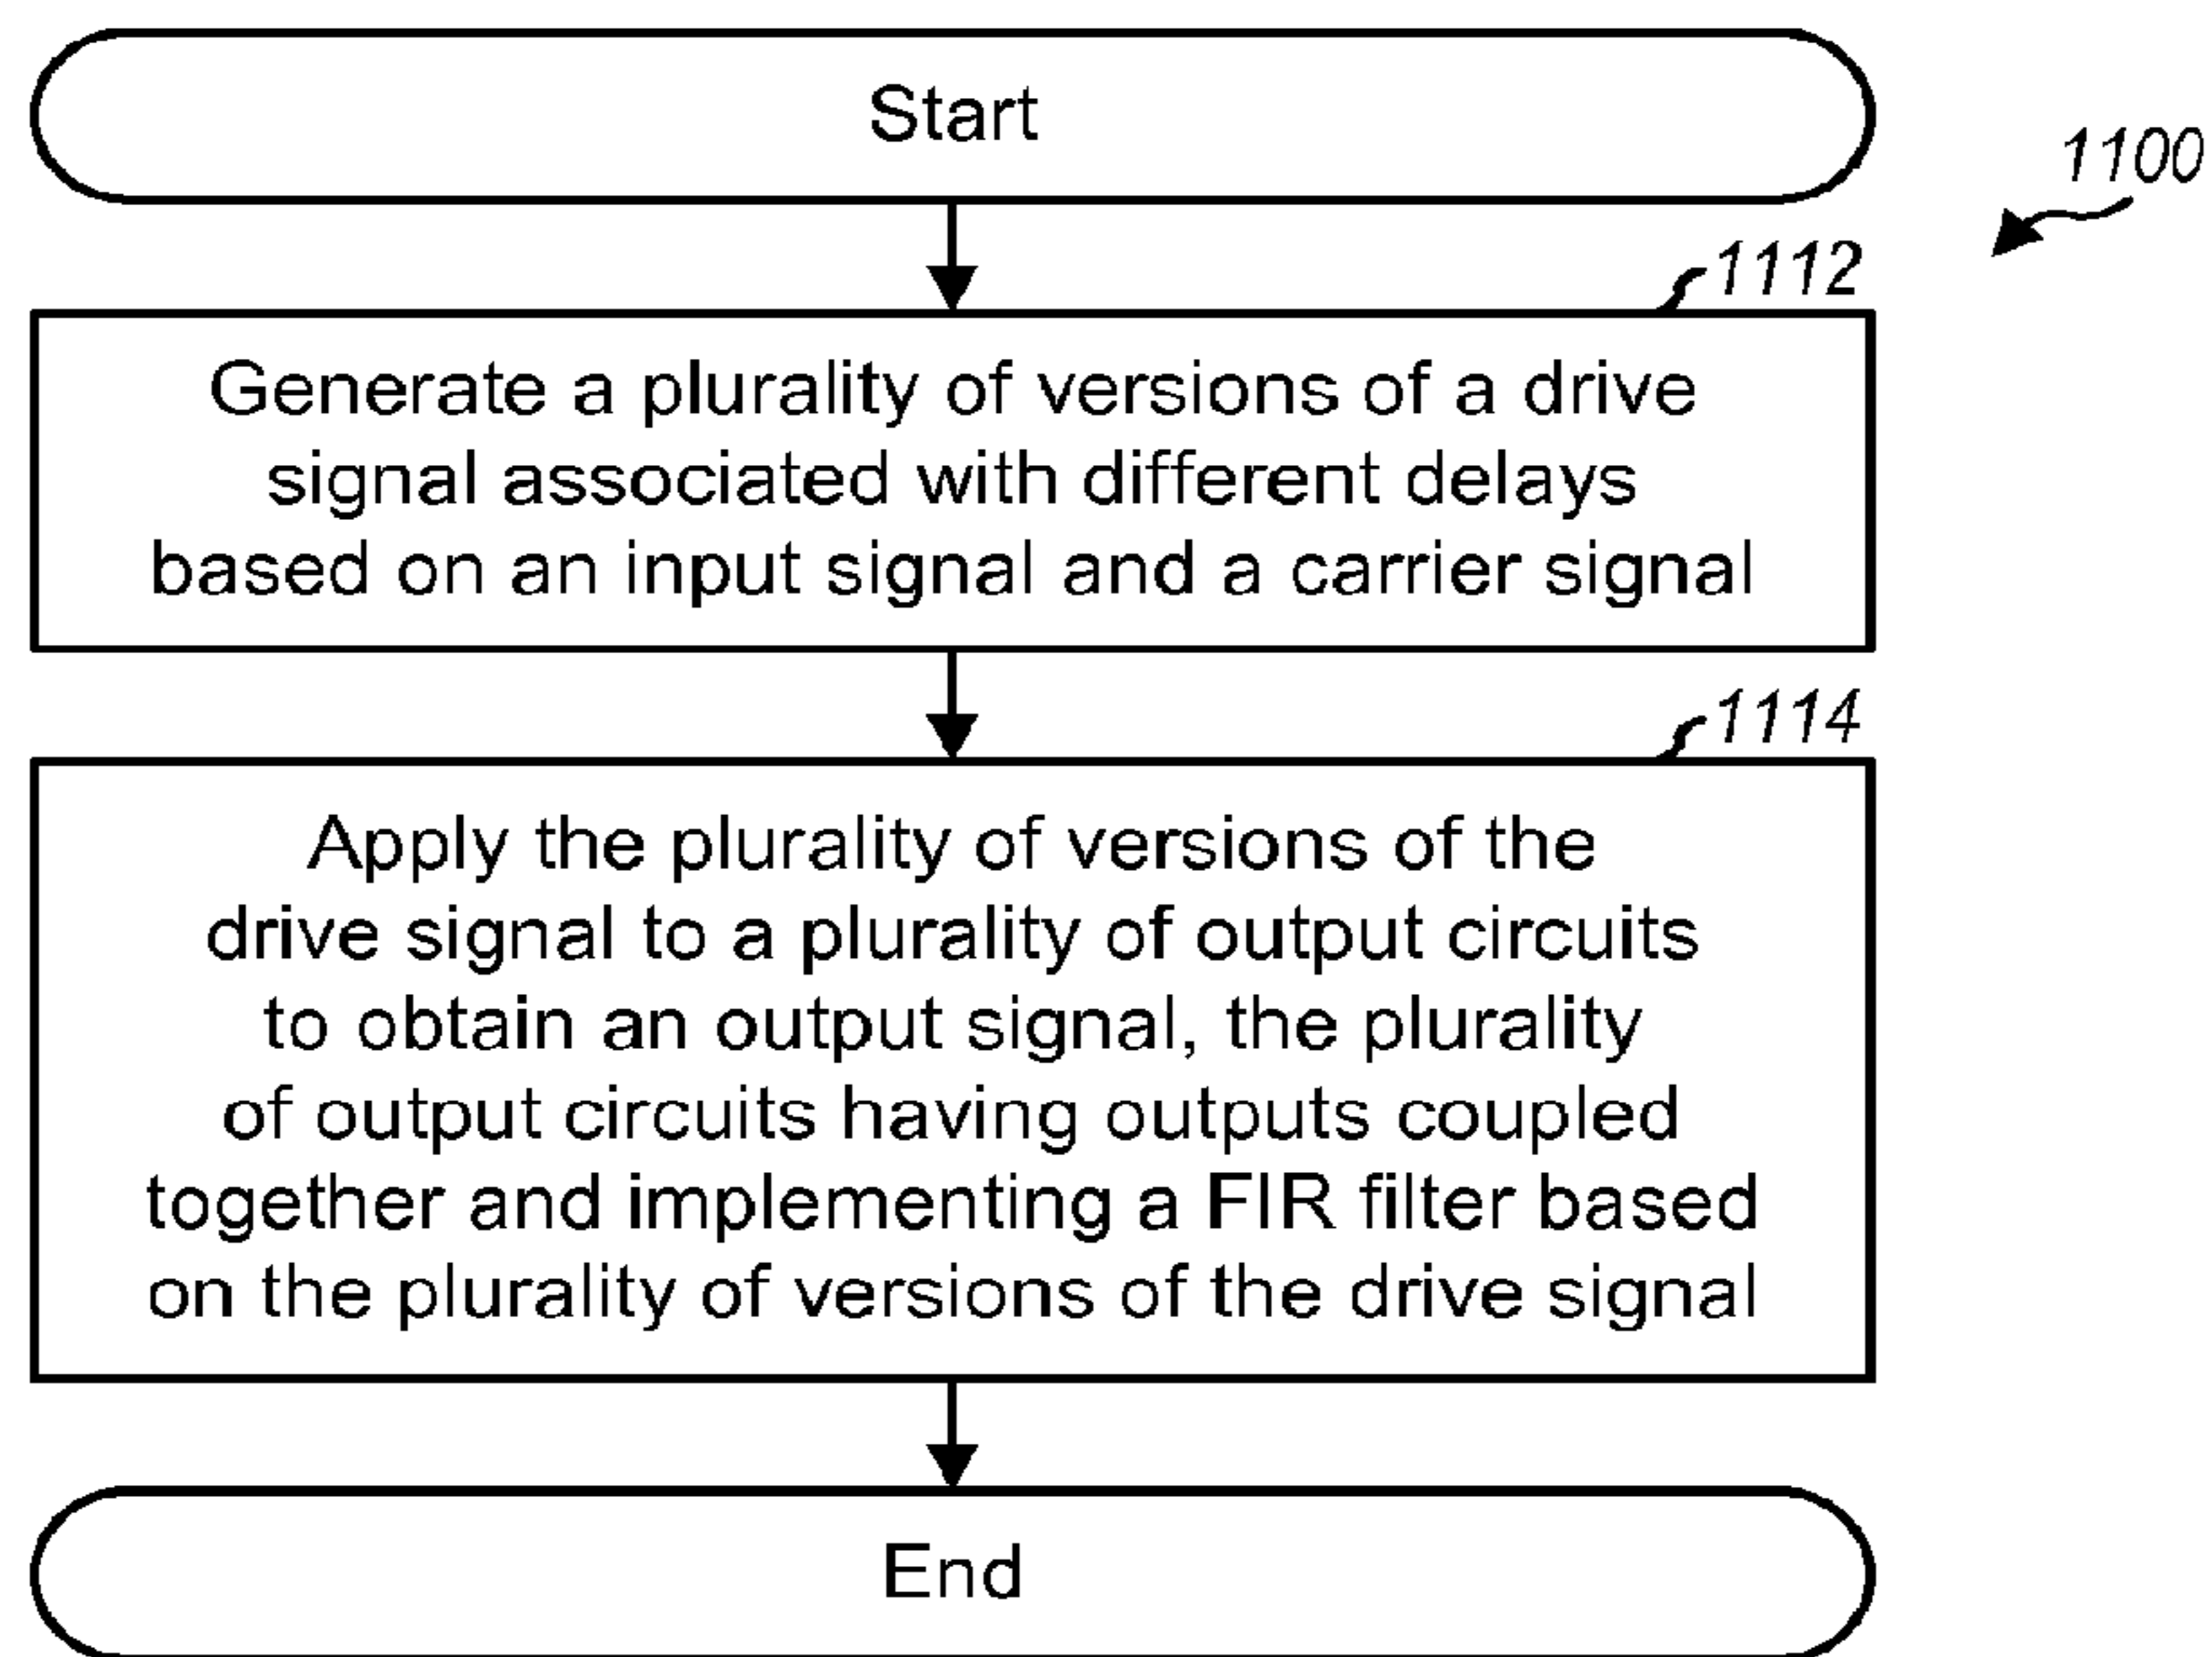 Start
1100
1112
Generate a plurality of versions of a drive
signal associated with different delays
based on an input signal and a carrier signal
1114
Apply the plurality of versions of the
drive signal to a plurality of output circuits
to obtain an output signal, the plurality
of output circuits having outputs coupled
together and implementing a FIR filter based
on the plurality of versions of the drive signal
End